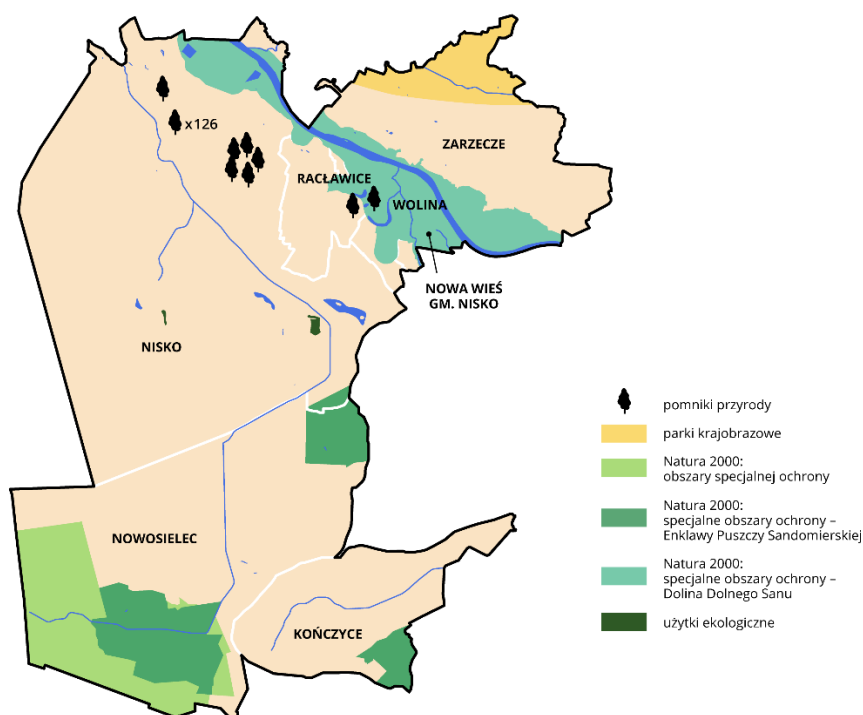 x126
ZARZECZE
RACŁAWICE
WOLINA
NOWA WIEŚ
GM. NISKO
NISKO
NOWOSIELEC
KOŃCZYCE
pomniki przyrody
parki krajobrazowe
Natura 2000:
obszary specjalnej ochrony
Natura 2000:
specjalne obszary ochrony –
Enklawy Puszczy Sandomierskiej
Natura 2000:
specjalne obszary ochrony –
Dolina Dolnego Sanu
użytki ekologiczne